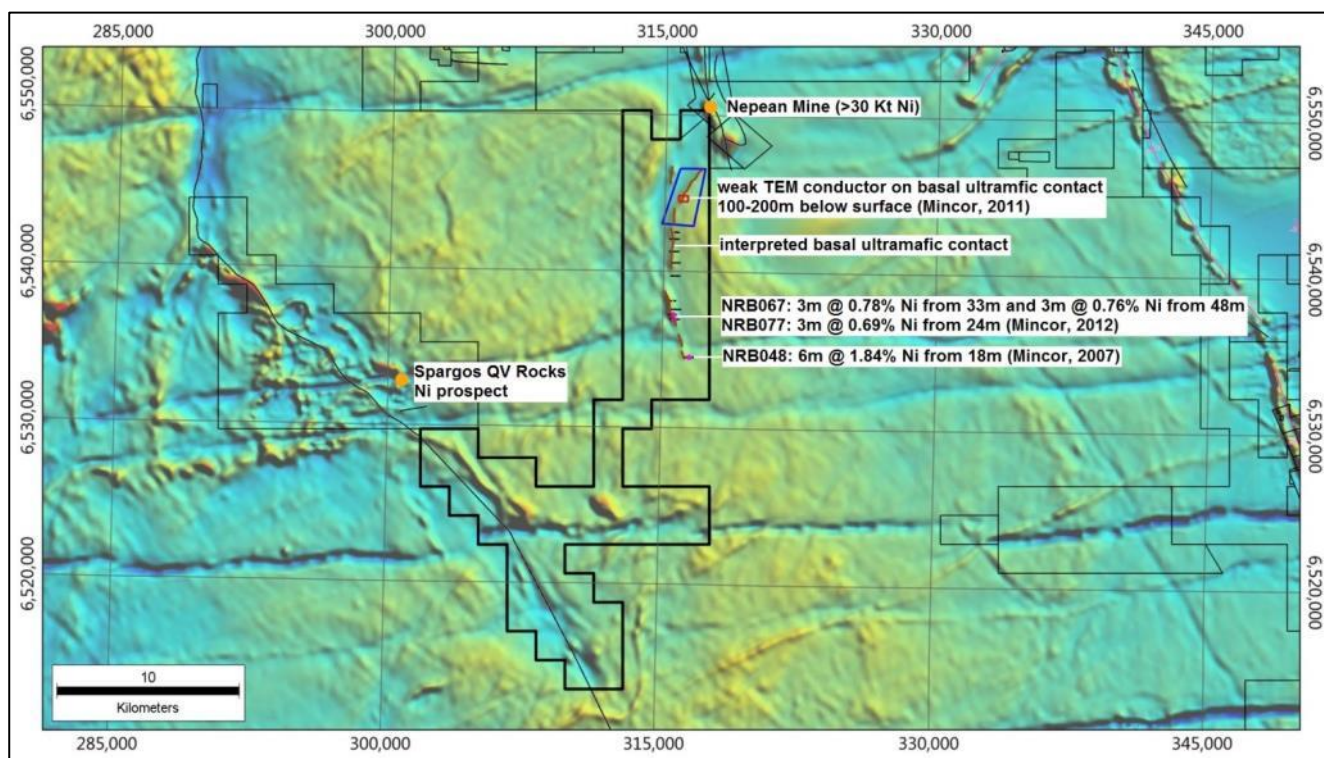 285,000 300,000 315,000 330,000 345,000
6,550,000
6,550,000
Nepean Mine (>30 Kt Ni)
weak TEM conductor on basal ultramfic contact
100-200m below surface (Mincor, 2011)
interpreted basal ultramafic contact
6,540,000
6,540,000
NRB067: 3m @ 0.78% Ni from 33m and 3m @ 0.76% Ni from 48m
NRB077: 3m @ 0.69% Ni from 24m (Mincor, 2012)
NRB048: 6m @ 1.84% Ni from 18m (Mincor, 2007)
Spargos QV Rocks
Ni prospect
6,530,000
6,530,000
6,520,000
6,520,000
10
Kilometers
285,000 300,000 315,000 330,000 345,000